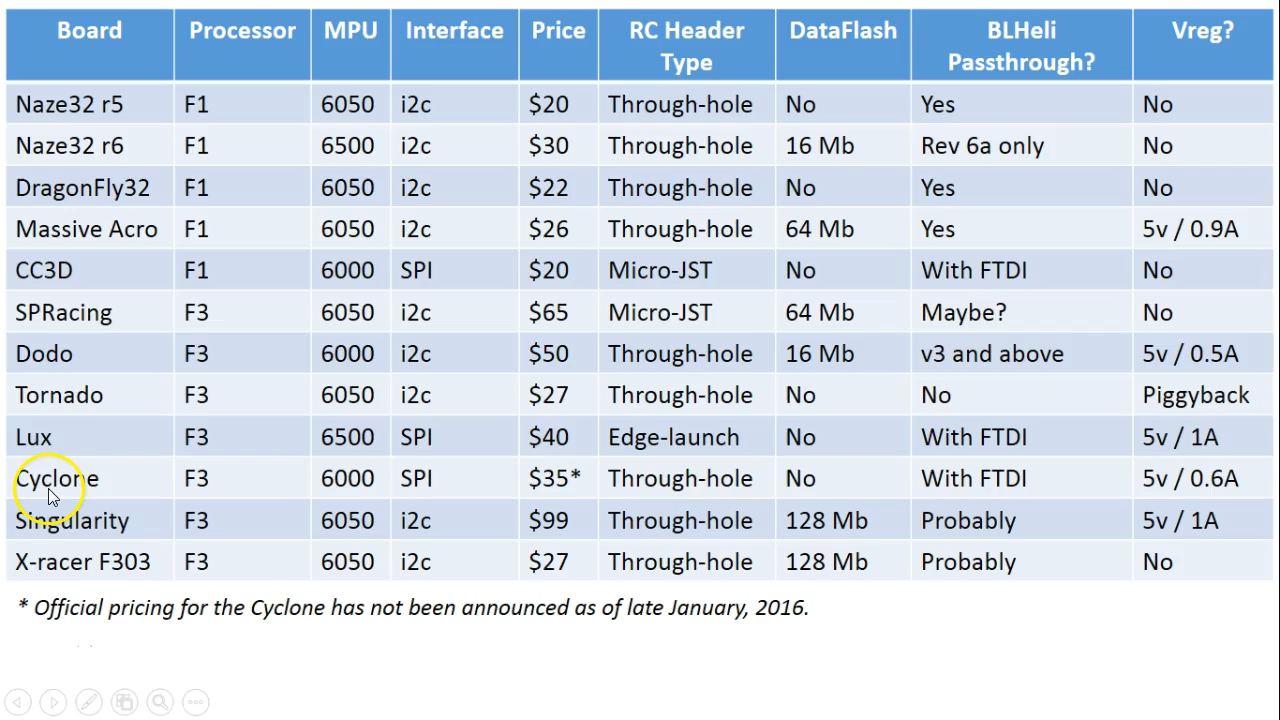 Board Processor MPU Interface Price RC Header Type DataFlash BLHeli Passthrough? Vreg?
Naze32 r5 F1 6050 i2c $20 Through-hole No Yes No
Naze32 r6 F1 6500 i2c $30 Through-hole 16 Mb Rev 6a only No
DragonFly32 F1 6050 i2c $22 Through-hole No Yes No
Massive Acro F1 6050 i2c $26 Through-hole 64 Mb Yes 5v / 0.9A
CC3D F1 6000 SPI $20 Micro-JST No With FTDI No
SPRacing F3 6050 i2c $65 Micro-JST 64 Mb Maybe? No
Dodo F3 6000 i2c $50 Through-hole 16 Mb v3 and above 5v / 0.5A
Tornado F3 6050 i2c $27 Through-hole No No Piggyback
Lux F3 6500 SPI $40 Edge-launch No With FTDI 5v / 1A
Cyclone F3 6000 SPI $35* Through-hole No With FTDI 5v / 0.6A
Singularity F3 6050 i2c $99 Through-hole 128 Mb Probably 5v / 1A
X-racer F303 F3 6050 i2c $27 Through-hole 128 Mb Probably No
* Official pricing for the Cyclone has not been announced as of late January, 2016.